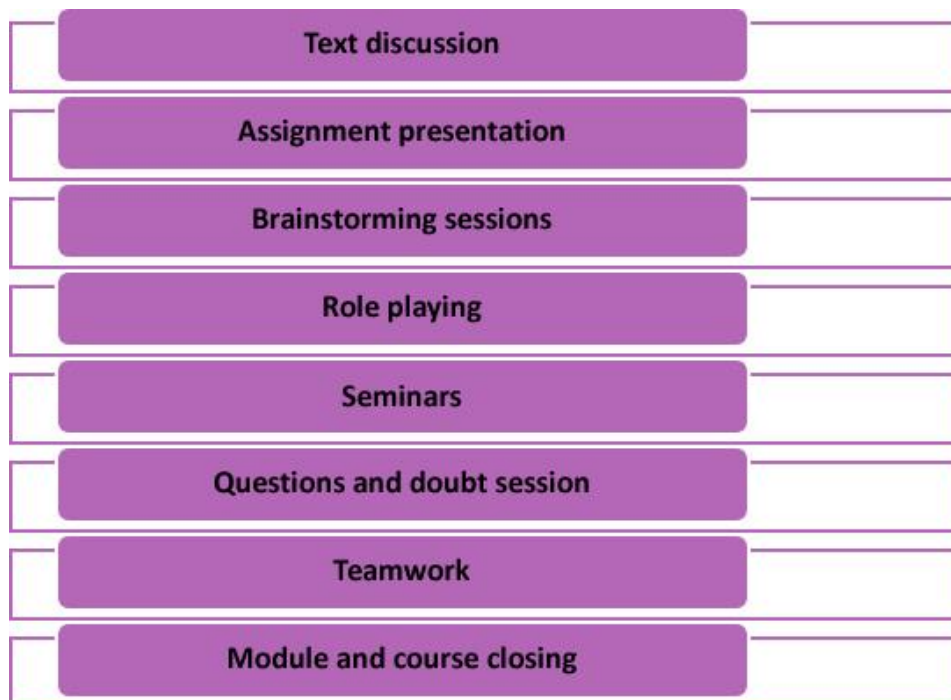 Text discussion
Assignment presentation
Brainstorming sessions
Role playing
Seminars
Questions and doubt session
Teamwork
Module and course closing